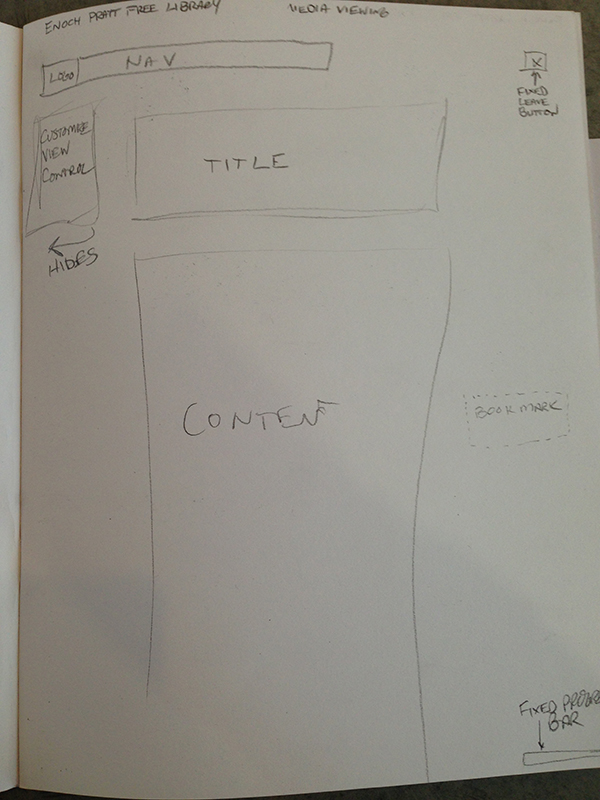 ENOCH PRATT FREE LIBRARY
MEDIA VIEWING
LOGO
NAV
X
FIXED
LEAVE
BUTTON
CUSTOMIZE
VIEW
CONTROL
TITLE
HIDES
CONTENT
BOOKMARK
FIXED PROGRE
BAR